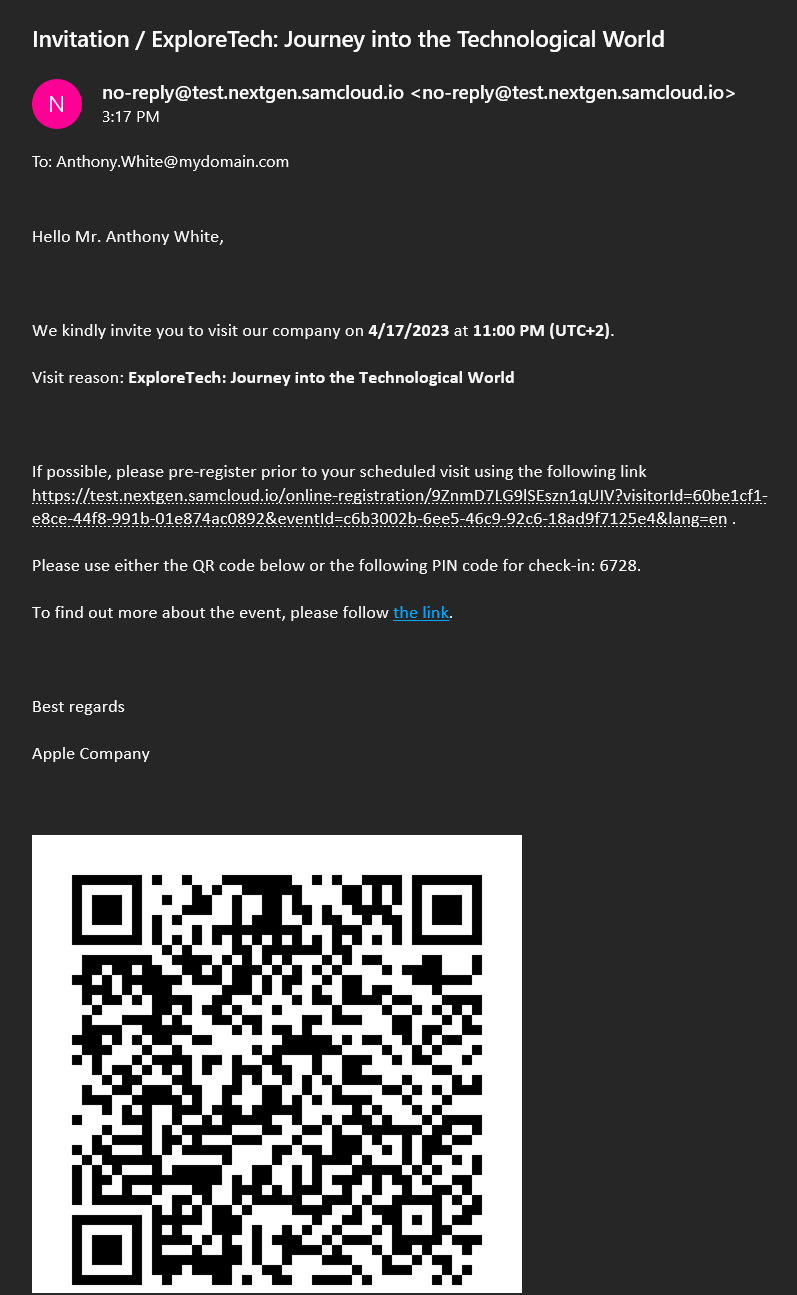 Invitation / ExploreTech: Journey into the Technological World
N
no-reply@test.nextgen.samcloud.io <no-reply@test.nextgen.samcloud.io>
3:17 PM
To: Anthony.White@mydomain.com
Hello Mr. Anthony White,
We kindly invite you to visit our company on 4/17/2023 at 11:00 PM (UTC+2).
Visit reason: ExploreTech: Journey into the Technological World
If possible, please pre-register prior to your scheduled visit using the following link
https://test.nextgen.samcloud.io/online-registration/9ZnmD7LG9lSEszn1qUIV?visitorId=60be1cf1-
e8ce-44f8-991b-01e874ac0892&eventId=c6b3002b-6ee5-46c9-92c6-18ad9f7125e4&lang=en .
Please use either the QR code below or the following PIN code for check-in: 6728.
To find out more about the event, please follow the link.
Best regards
Apple Company